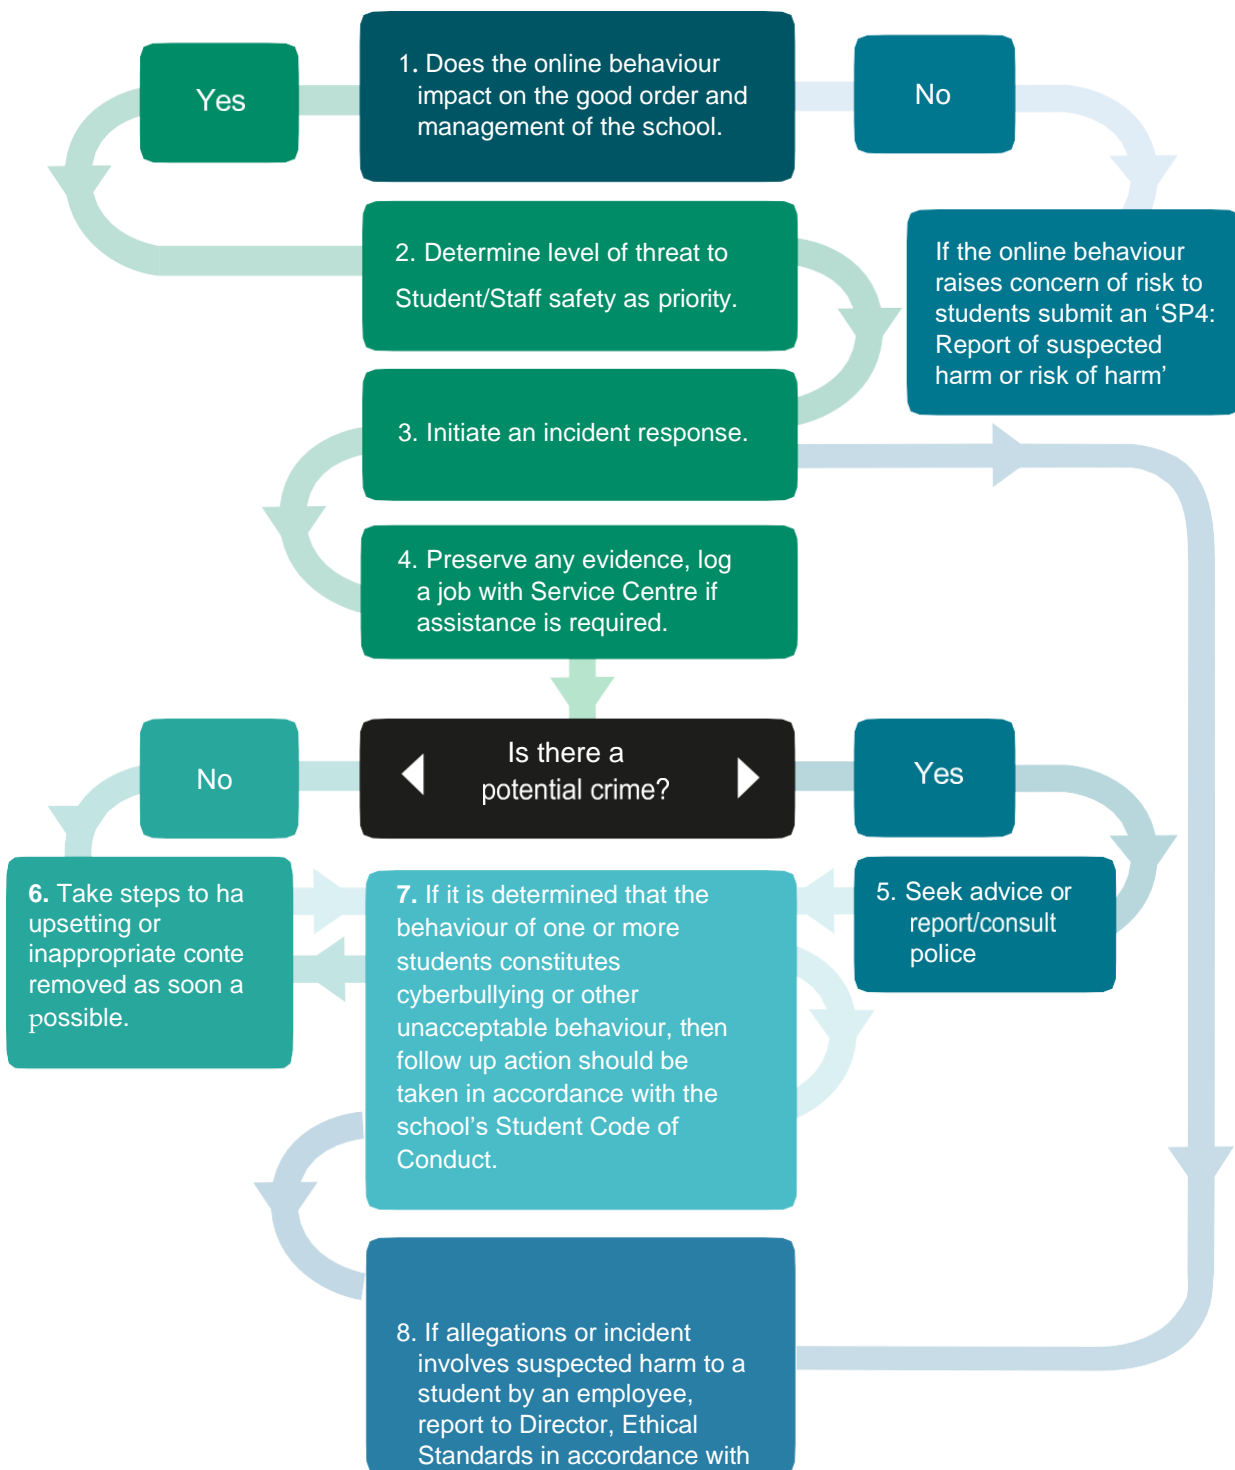 Yes
1. Does the online behaviour
impact on the good order and
management of the school.
No
2. Determine level of threat to
Student/Staff safety as priority.
If the online behaviour
raises concern of risk to
students submit an ‘SP4:
Report of suspected
harm or risk of harm’
3. Initiate an incident response.
4. Preserve any evidence, log
a job with Service Centre if
assistance is required.
No
Is there a
potential crime?
Yes
6. Take steps to ha
upsetting or
inappropriate conte
removed as soon a
possible.
7. If it is determined that the
behaviour of one or more
students constitutes
cyberbullying or other
unacceptable behaviour, then
follow up action should be
taken in accordance with the
school’s Student Code of
Conduct.
5. Seek advice or
report/consult
police
8. If allegations or incident
involves suspected harm to a
student by an employee,
report to Director, Ethical
Standards in accordance with